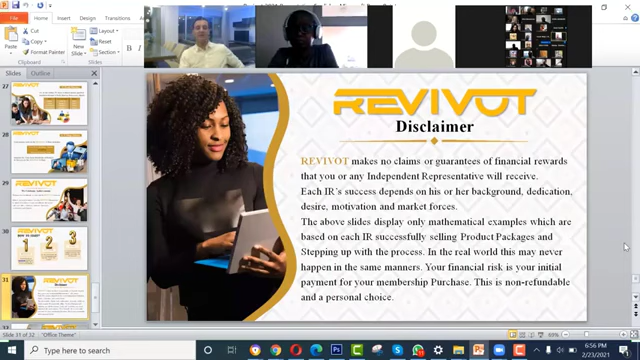 File
Home
Insert
Design
Transitions
Cut
Copy
Format Painter
Paste
Clipboard
New
Slide
Layout
Reset
Section
Slides
B
Slides
Outline
27
28
29
30
31
REVIVOT
Disclaimer
REVIVOT makes no claims or guarantees of financial rewards
that you or any Independent Representative will receive.
Each IR's success depends on his or her background, dedication,
desire, motivation and market forces.
The above slides display only mathematical examples which are
based on each IR successfully selling Product Packages and
Stepping up with the process. In the real world this may never
happen in the same manners. Your financial risk is your initial
payment for your membership Purchase. This is non-refundable
and a personal choice.
Slide 31 of 32
"Office Theme"
69%
Type here to search
6:56 PM
2/23/2021